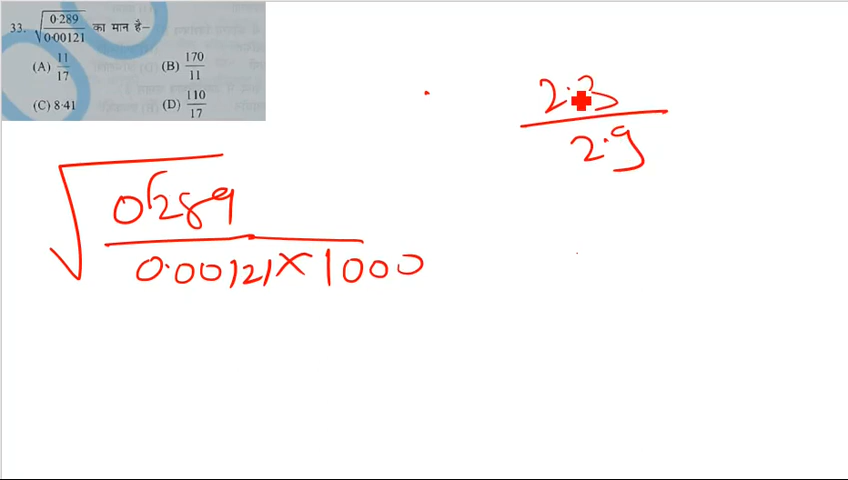 33. √(0·289/0·00121) का मान है–
(A) 11/17 (B) 170/11
(C) 8·41 (D) 110/17
2·3/2·9
√(0·289/(0·00121×1000))